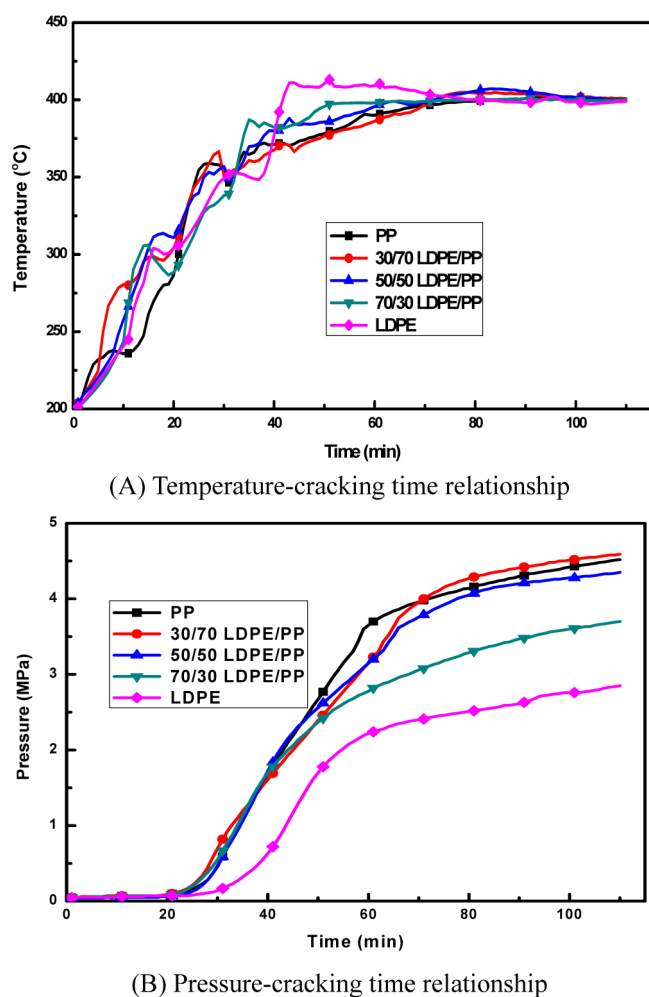 450
400
350
300
250
200
Temperature (°C)
PP
30/70 LDPE/PP
50/50 LDPE/PP
70/30 LDPE/PP
LDPE
0 20 40 60 80 100
Time (min)
(A) Temperature-cracking time relationship
5
4
3
2
1
0
Pressure (MPa)
PP
30/70 LDPE/PP
50/50 LDPE/PP
70/30 LDPE/PP
LDPE
0 20 40 60 80 100
Time (min)
(B) Pressure-cracking time relationship